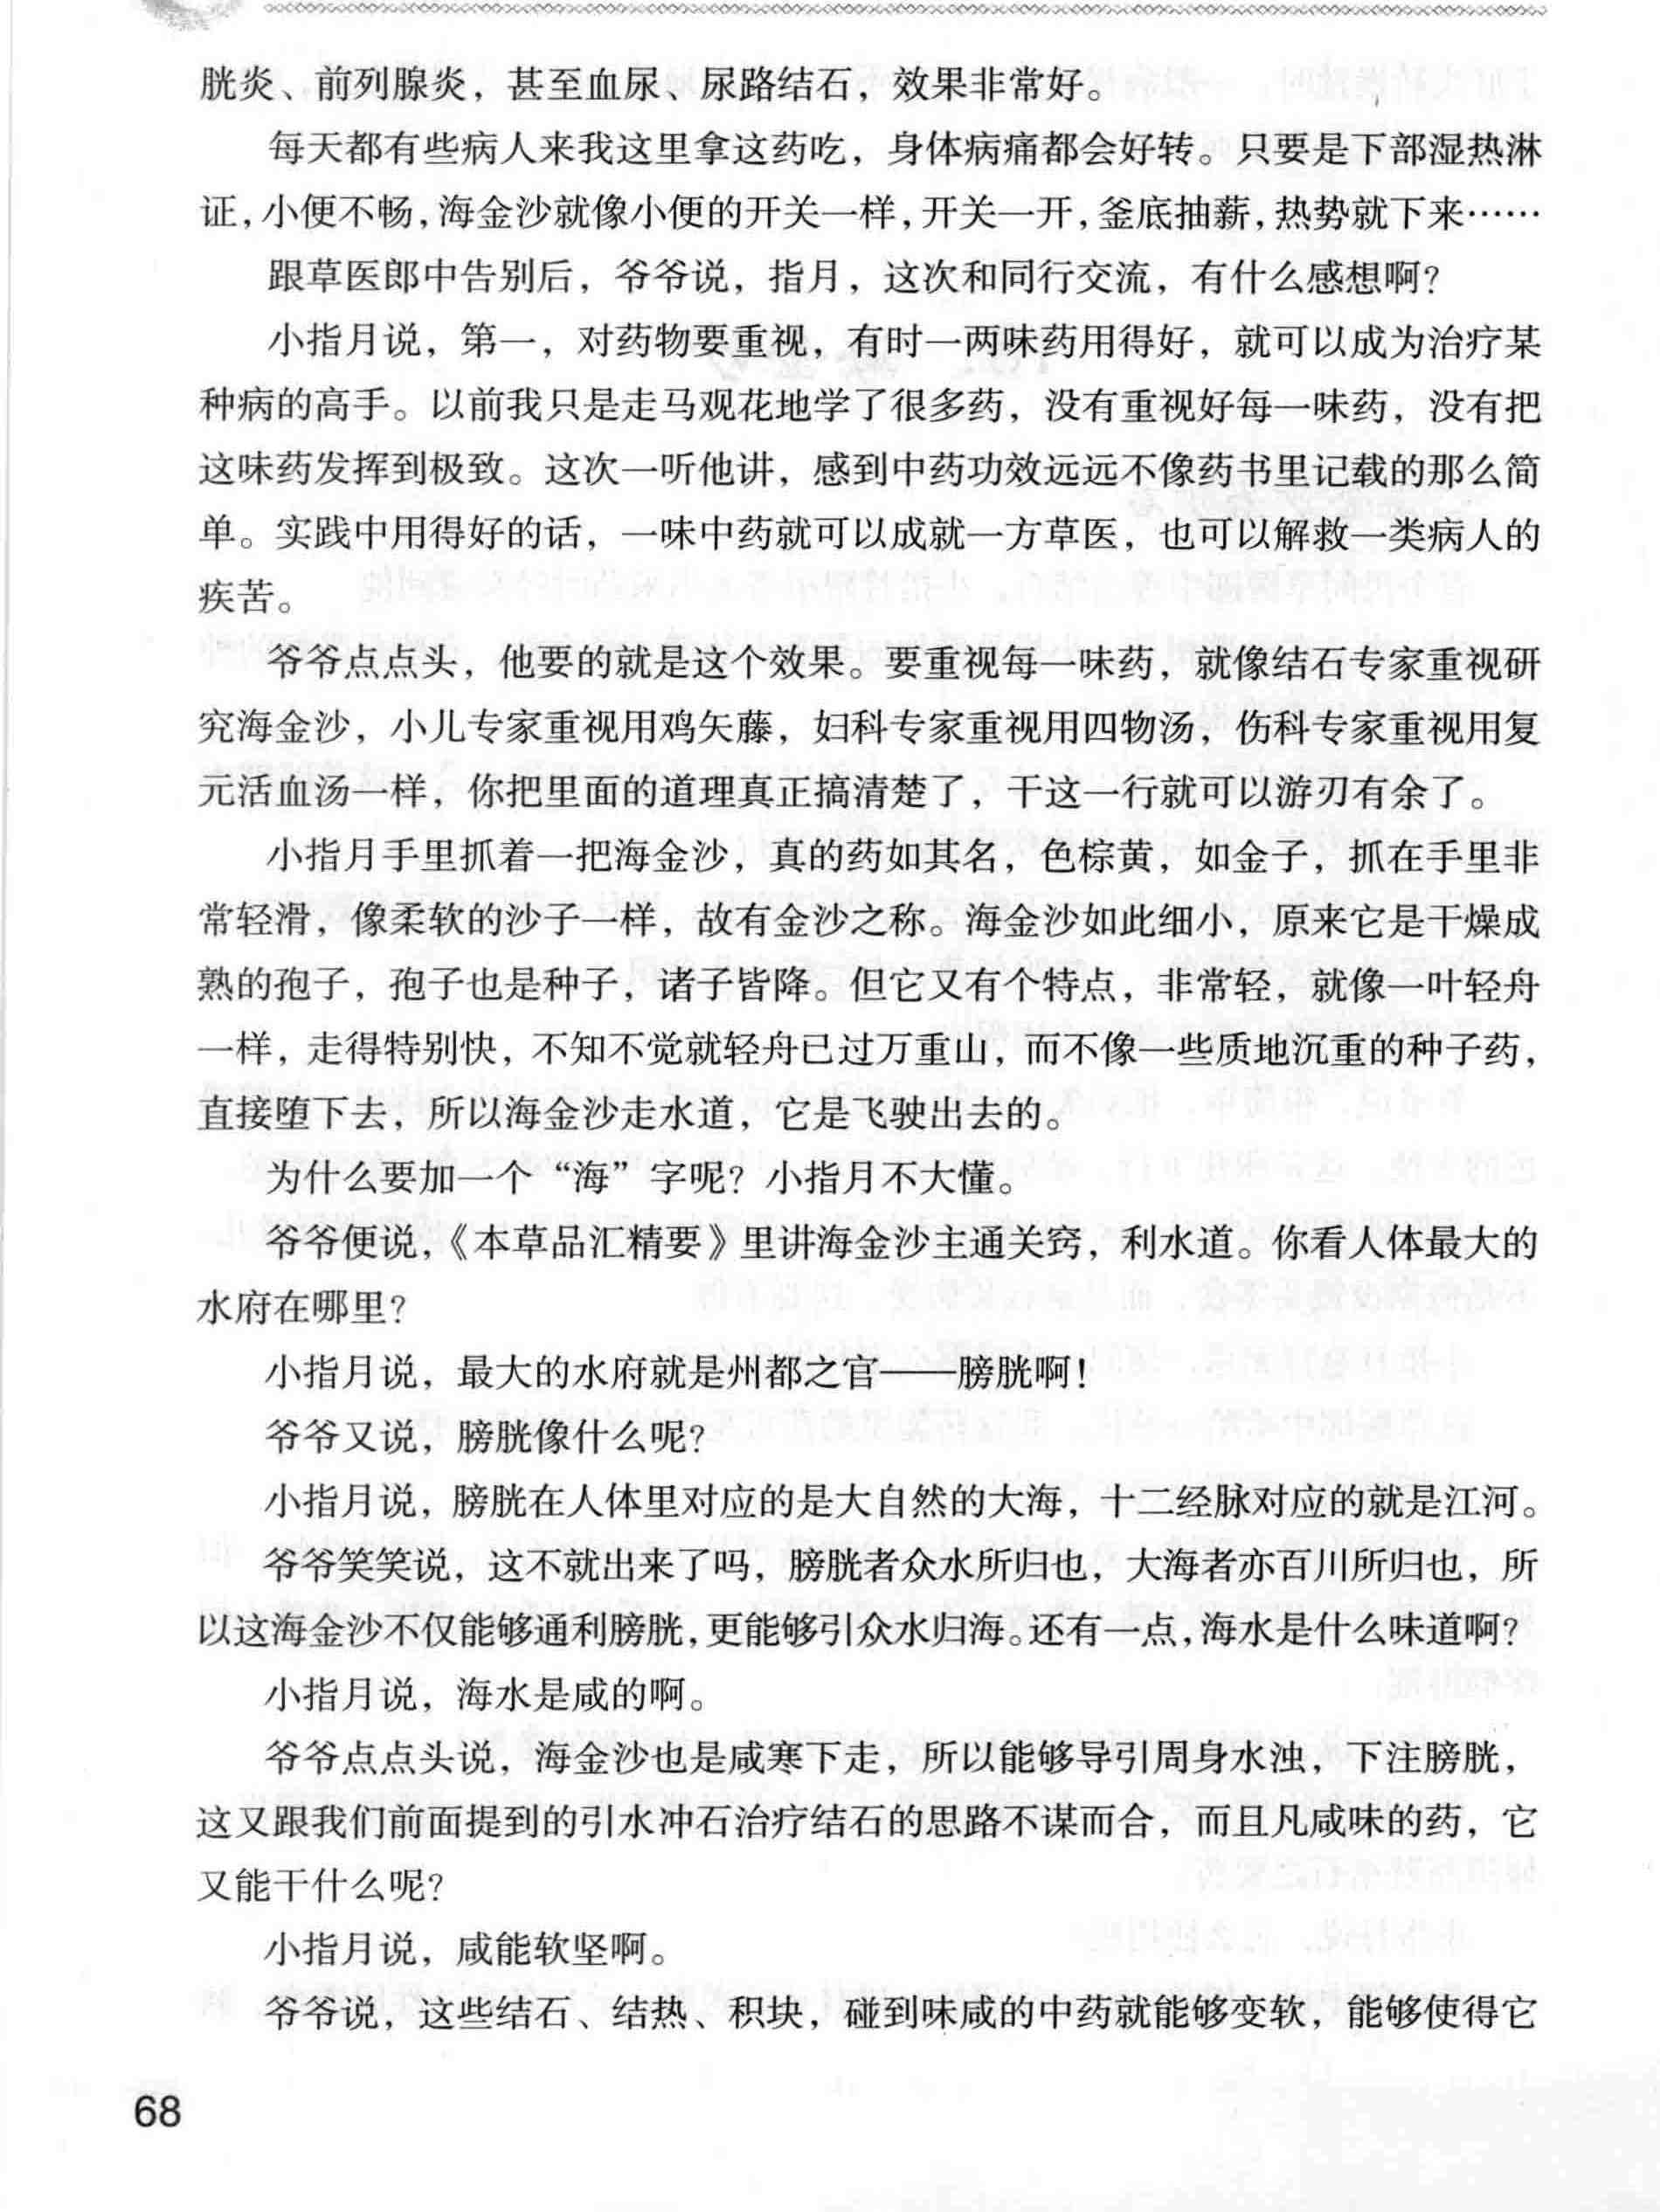 胱炎、前列腺炎，甚至血尿、尿路结石，效果非常好。
每天都有些病人来我这里拿这药吃，身体病痛都会好转。只要是下部湿热淋
证，小便不畅，海金沙就像小便的开关一样，开关一开，釜底抽薪，热势就下来……
跟草医郎中告别后，爷爷说，指月，这次和同行交流，有什么感想啊？
小指月说，第一，对药物要重视，有时一两味药用得好，就可以成为治疗某
种病的高手。以前我只是走马观花地学了很多药，没有重视好每一味药，没有把
这味药发挥到极致。这次一听他讲，感到中药功效远远不像药书里记载的那么简
单。实践中用得好的话，一味中药就可以成就一方草医，也可以解救一类病人的
疾苦。
爷爷点点头，他要的就是这个效果。要重视每一味药，就像结石专家重视研
究海金沙，小儿专家重视用鸡矢藤，妇科专家重视用四物汤，伤科专家重视用复
元活血汤一样，你把里面的道理真正搞清楚了，干这一行就可以游刃有余了。
小指月手里抓着一把海金沙，真的药如其名，色棕黄，如金子，抓在手里非
常轻滑，像柔软的沙子一样，故有金沙之称。海金沙如此细小，原来它是干燥成
熟的孢子，孢子也是种子，诸子皆降。但它又有个特点，非常轻，就像一叶轻舟
一样，走得特别快，不知不觉就轻舟已过万重山，而不像一些质地沉重的种子药，
直接堕下去，所以海金沙走水道，它是飞驶出去的。
为什么要加一个“海”字呢？小指月不大懂。
爷爷便说，《本草品汇精要》里讲海金沙主通关窍，利水道。你看人体最大的
水府在哪里？
小指月说，最大的水府就是州都之官——膀胱啊！
爷爷又说，膀胱像什么呢？
小指月说，膀胱在人体里对应的是大自然的大海，十二经脉对应的就是江河。
爷爷笑笑说，这不就出来了吗，膀胱者众水所归也，大海者亦百川所归也，所
以这海金沙不仅能够通利膀胱，更能够引众水归海。还有一点，海水是什么味道啊？
小指月说，海水是咸的啊。
爷爷点点头说，海金沙也是咸寒下走，所以能够导引周身水浊，下注膀胱，
这又跟我们前面提到的引水冲石治疗结石的思路不谋而合，而且凡咸味的药，它
又能干什么呢？
小指月说，咸能软坚啊。
爷爷说，这些结石、结热、积块，碰到味咸的中药就能够变软，能够使得它
68